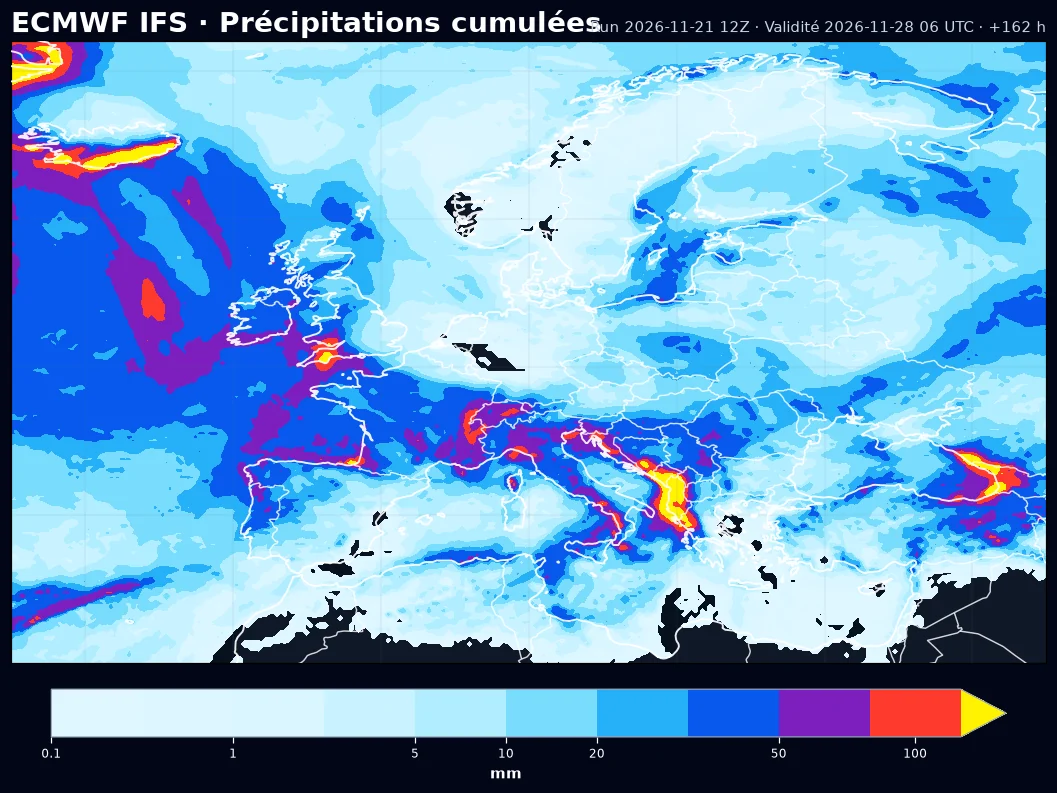 ECMWF IFS · Précipitations cumulées
Run 2026-11-21 12Z · Validité 2026-11-28 06 UTC · +162 h
0.1 1 5 10 20 50 100
mm